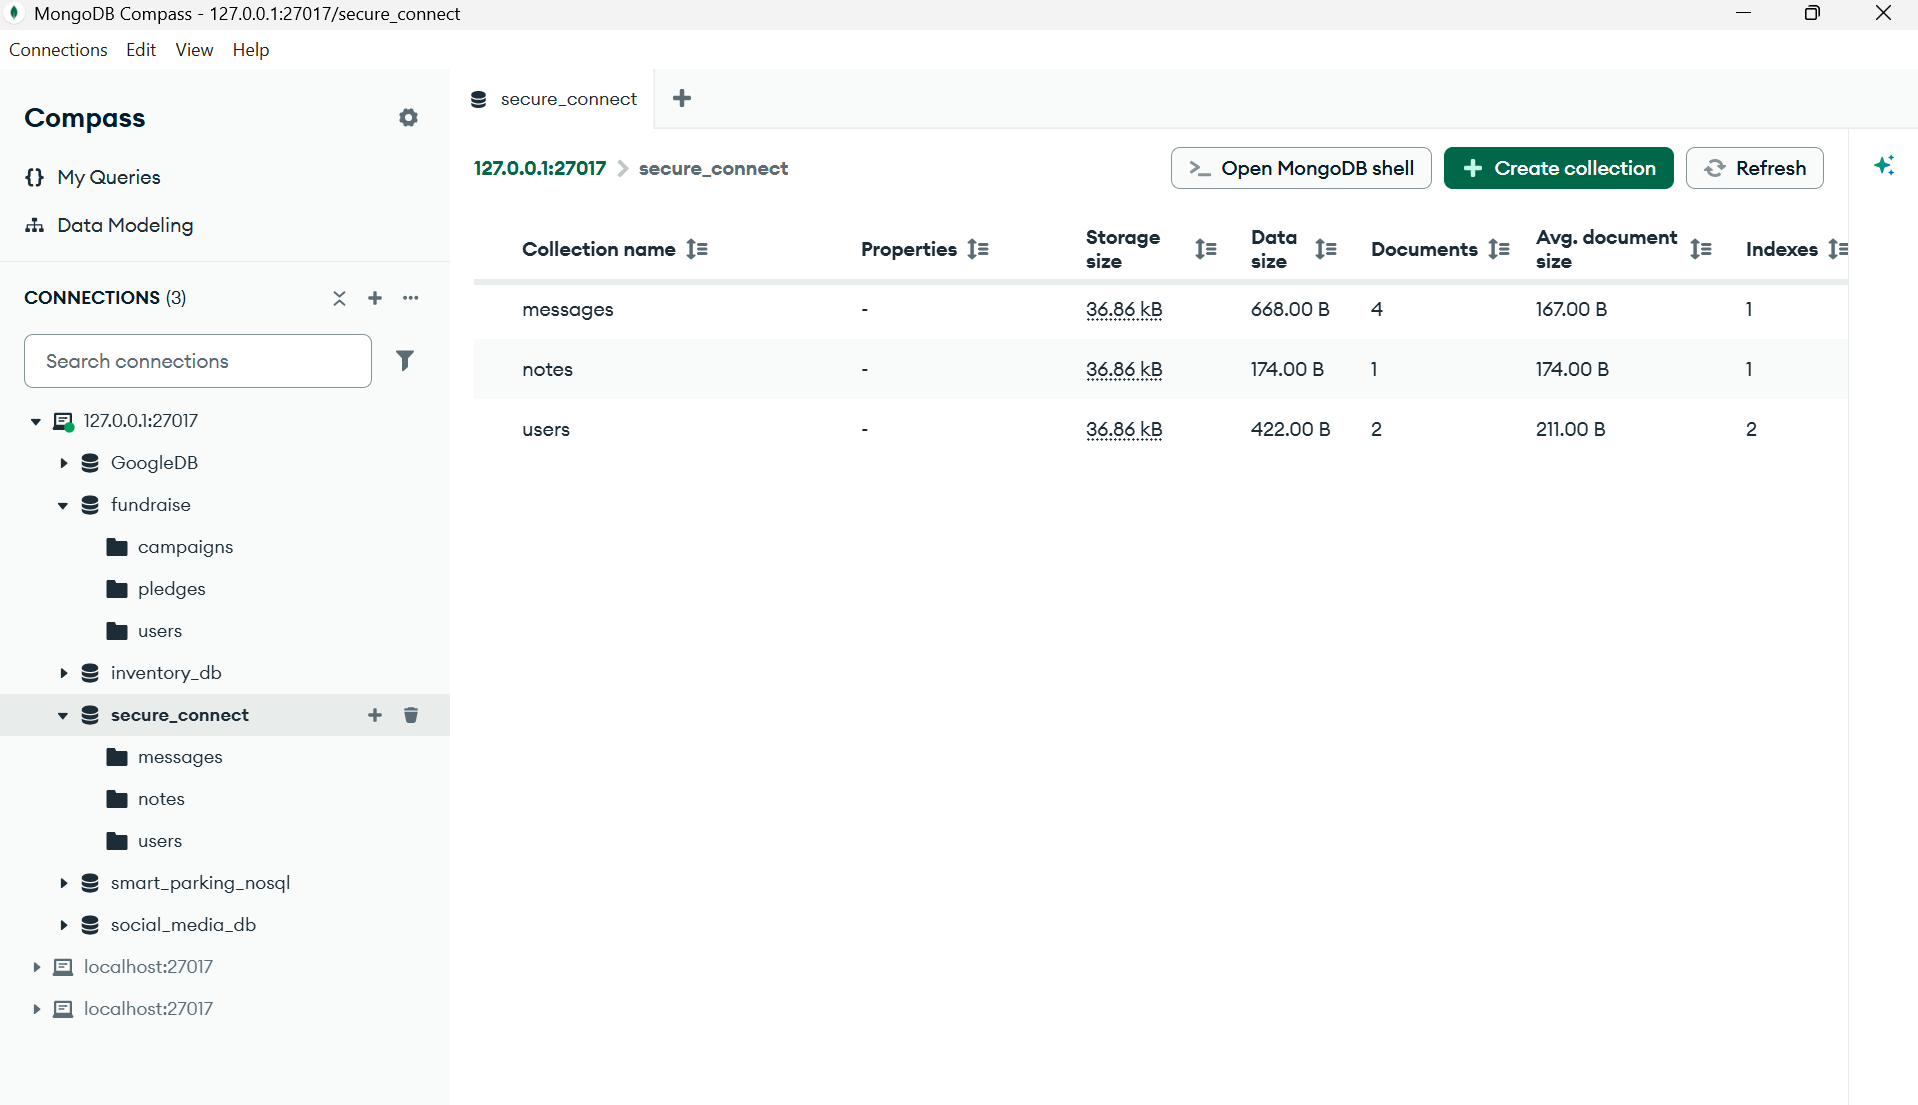 MongoDB Compass - 127.0.0.1:27017/secure_connect
Connections Edit View Help
Compass
My Queries
Data Modeling
CONNECTIONS (3)
Search connections
127.0.0.1:27017
GoogleDB
fundraise
campaigns
pledges
users
inventory_db
secure_connect
messages
notes
users
smart_parking_nosql
social_media_db
localhost:27017
localhost:27017
secure_connect
127.0.0.1:27017 > secure_connect
>_ Open MongoDB shell
+ Create collection
Refresh
Collection name Properties Storage size Data size Documents Avg. document size Indexes
messages - 36.86 kB 668.00 B 4 167.00 B 1
notes - 36.86 kB 174.00 B 1 174.00 B 1
users - 36.86 kB 422.00 B 2 211.00 B 2